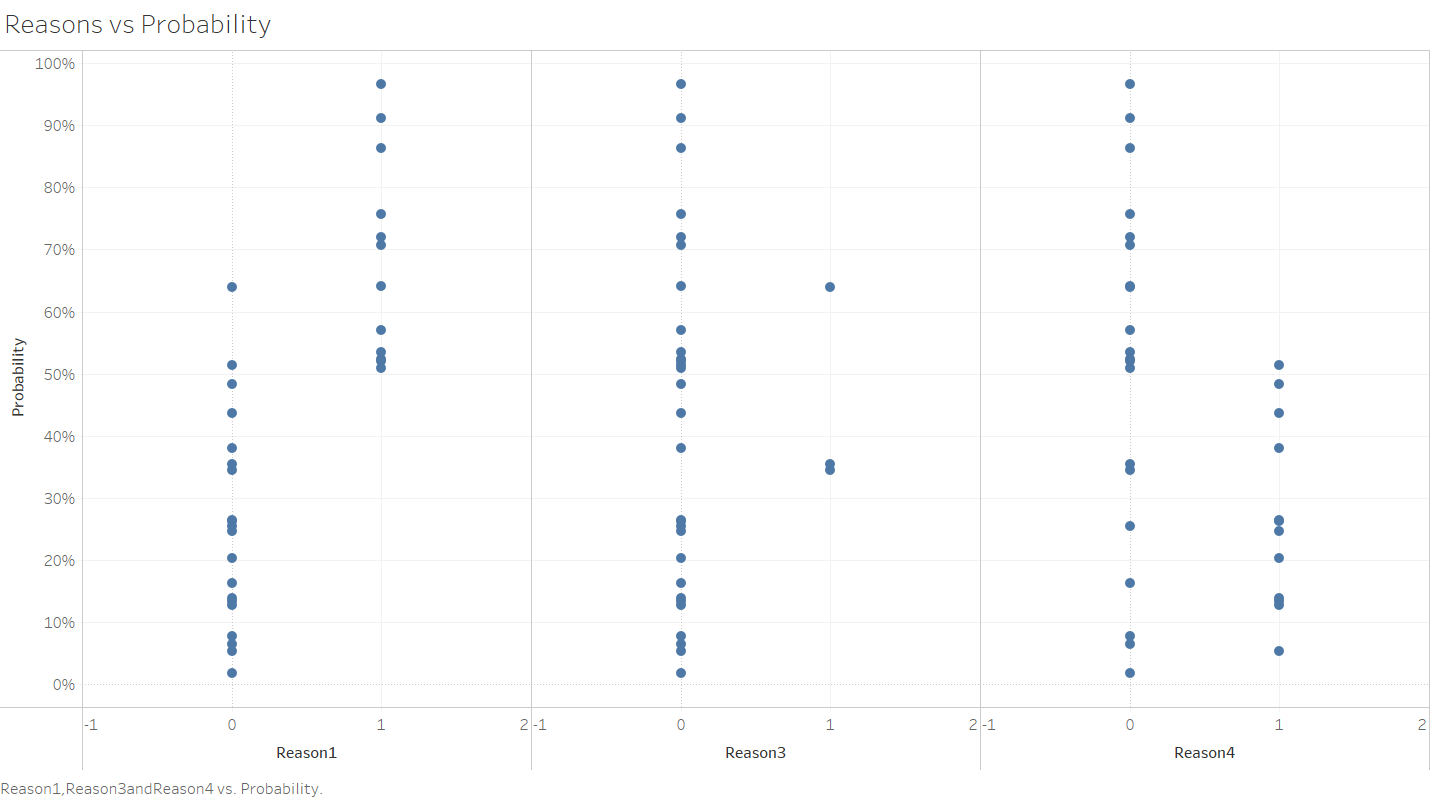 Reasons vs Probability
100%
90%
80%
70%
60%
50%
40%
30%
20%
10%
0%
Probability
-1 0 1 2 -1 0 1 2 -1 0 1 2
Reason1 Reason3 Reason4
Reason1,Reason3andReason4 vs. Probability.